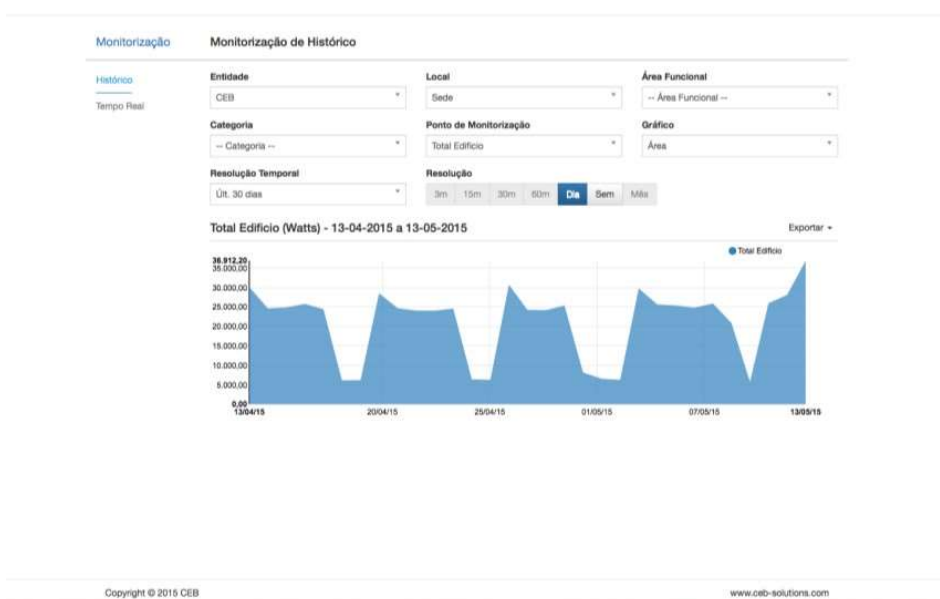 Monitorização Monitorização de Histórico
Histórico
Tempo Real
Entidade Local Área Funcional
CEB Sede -- Área Funcional --
Categoria Ponto de Monitorização Gráfico
-- Categoria -- Total Edificio Área
Resolução Temporal Resolução
Últ. 30 dias 3m 15m 30m 60m Dia Sem Mês
Total Edificio (Watts) - 13-04-2015 a 13-05-2015 Exportar
Total Edificio
36.912,20
35.000,00
30.000,00
25.000,00
20.000,00
15.000,00
10.000,00
5.000,00
0,00
13/04/15 20/04/15 25/04/15 01/05/15 07/05/15 13/05/15
Copyright © 2015 CEB www.ceb-solutions.com